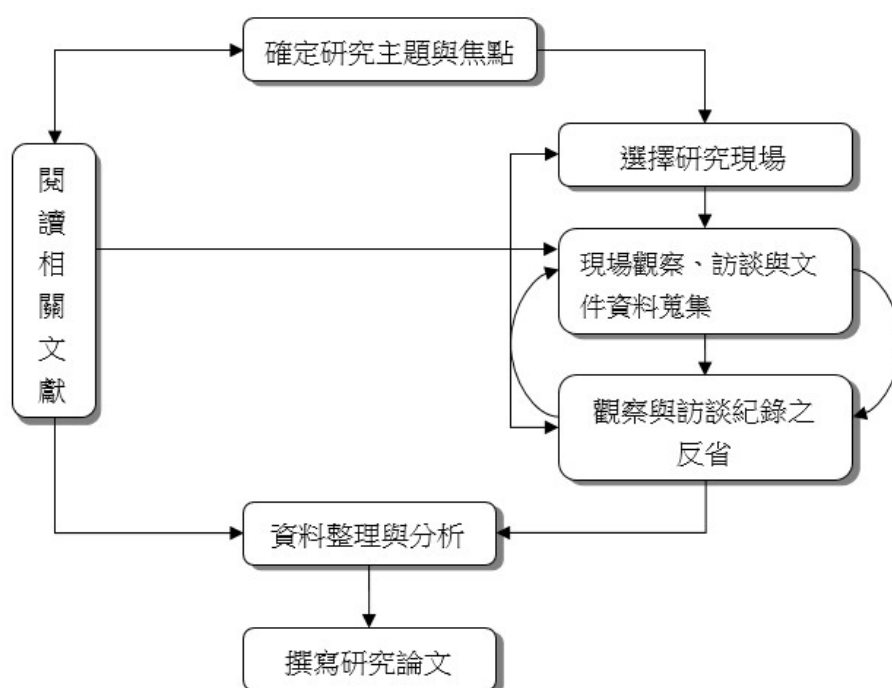 確定研究主題與焦點
選擇研究現場
閱讀相關文獻
現場觀察、訪談與文
件資料蒐集
觀察與訪談紀錄之
反省
資料整理與分析
撰寫研究論文